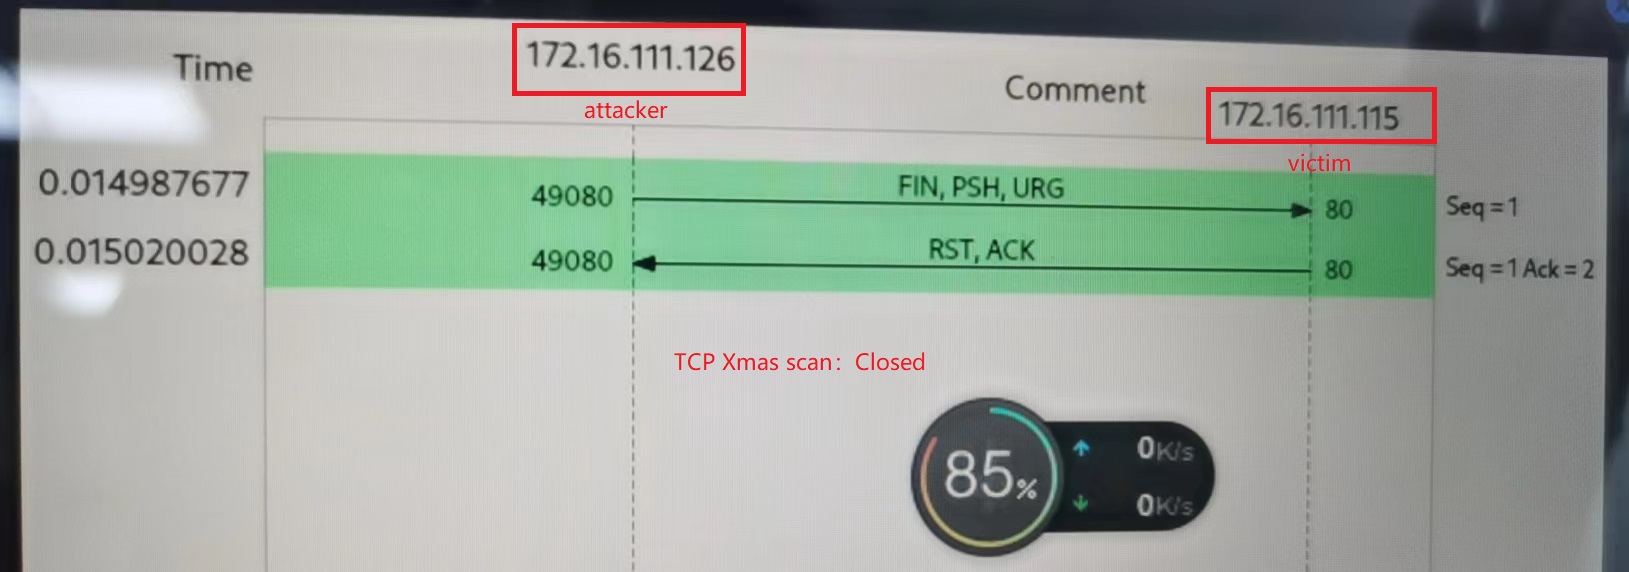 Time
172.16.111.126
Comment
attacker
172.16.111.115
victim
0.014987677
49080
FIN, PSH, URG
80
Seq = 1
0.015020028
49080
RST, ACK
80
Seq = 1 Ack = 2
TCP Xmas scan：Closed
85%
0K/s
0K/s